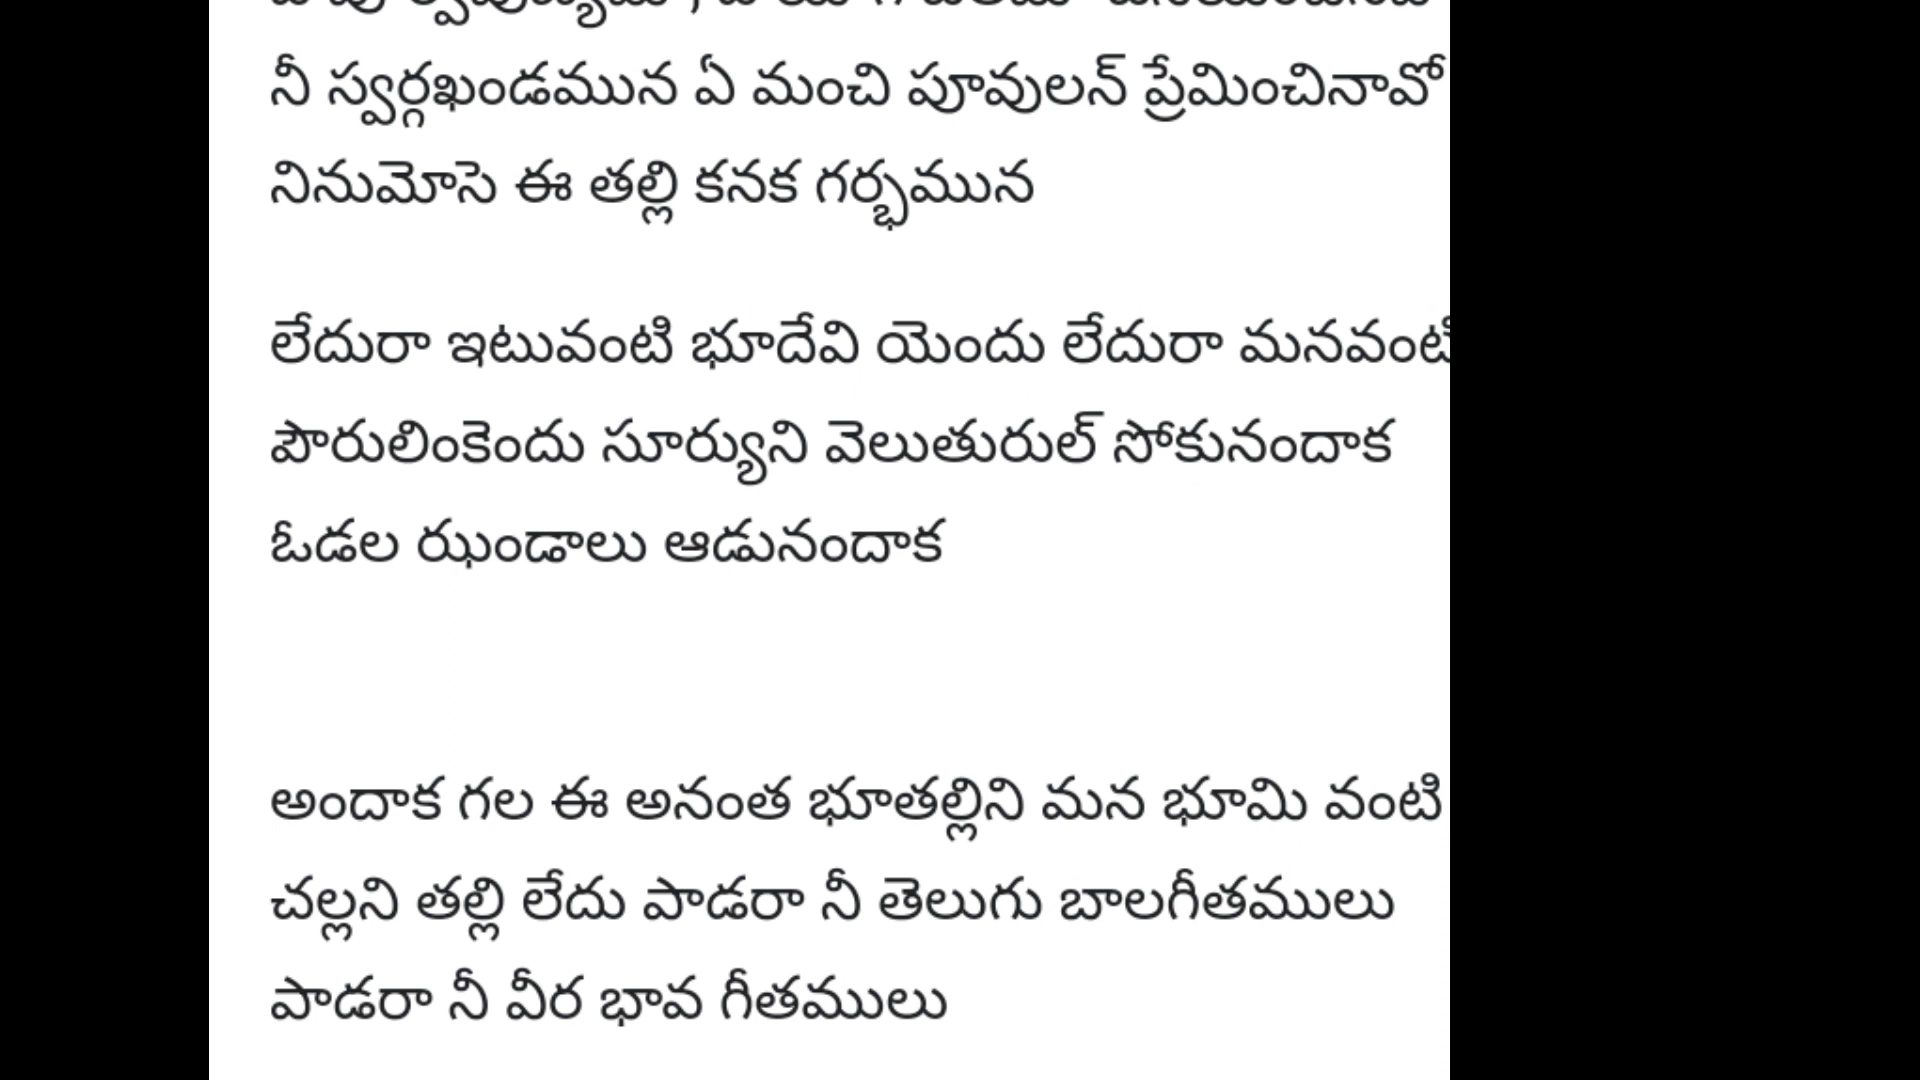 నీ స్వర్గఖండమున ఏ మంచి పూవులన్ ప్రేమించినావో
నినుమోసె ఈ తల్లి కనక గర్భమున
లేదురా ఇటువంటి భూదేవి యెందు లేదురా మనవంటి
పౌరులింకెందు సూర్యుని వెలుతురుల్ సోకునందాక
ఓడల ఝండాలు ఆడునందాక
అందాక గల ఈ అనంత భూతల్లిని మన భూమి వంటి
చల్లని తల్లి లేదు పాడరా నీ తెలుగు బాలగీతములు
పాడరా నీ వీర భావ గీతములు